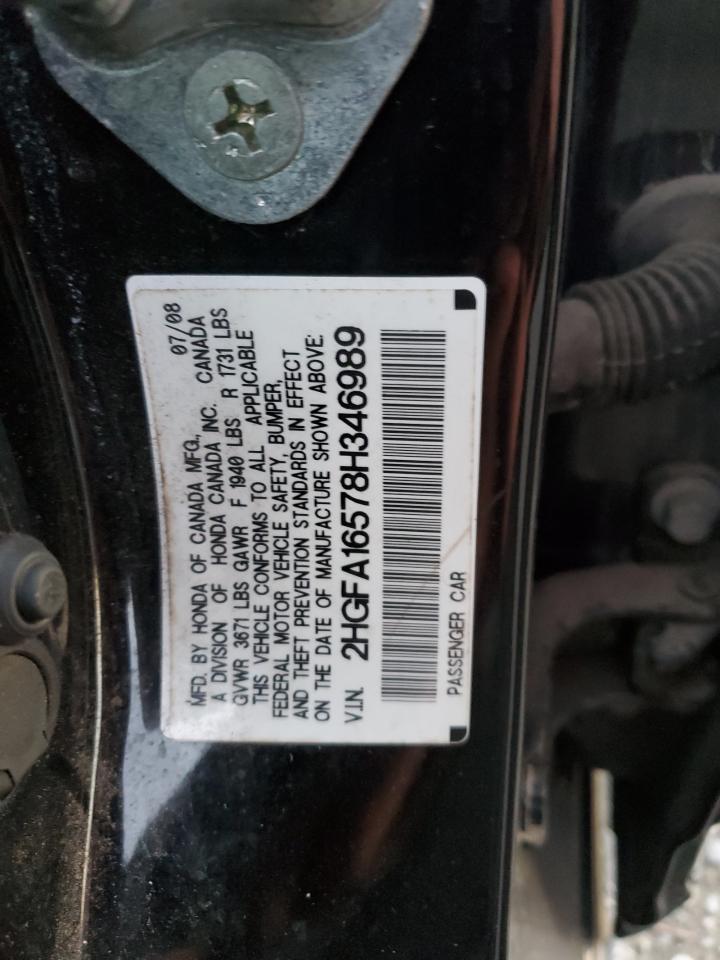 07/08
MFD. BY HONDA OF CANADA MFG.,
A DIVISION OF HONDA CANADA INC. CANADA
GVWR 3671 LBS GAWR F 1940 LBS R 1731 LBS
THIS VEHICLE CONFORMS TO ALL APPLICABLE
FEDERAL MOTOR VEHICLE SAFETY, BUMPER,
AND THEFT PREVENTION STANDARDS IN EFFECT
ON THE DATE OF MANUFACTURE SHOWN ABOVE:
V.I.N. 2HGFA16578H346989
PASSENGER CAR